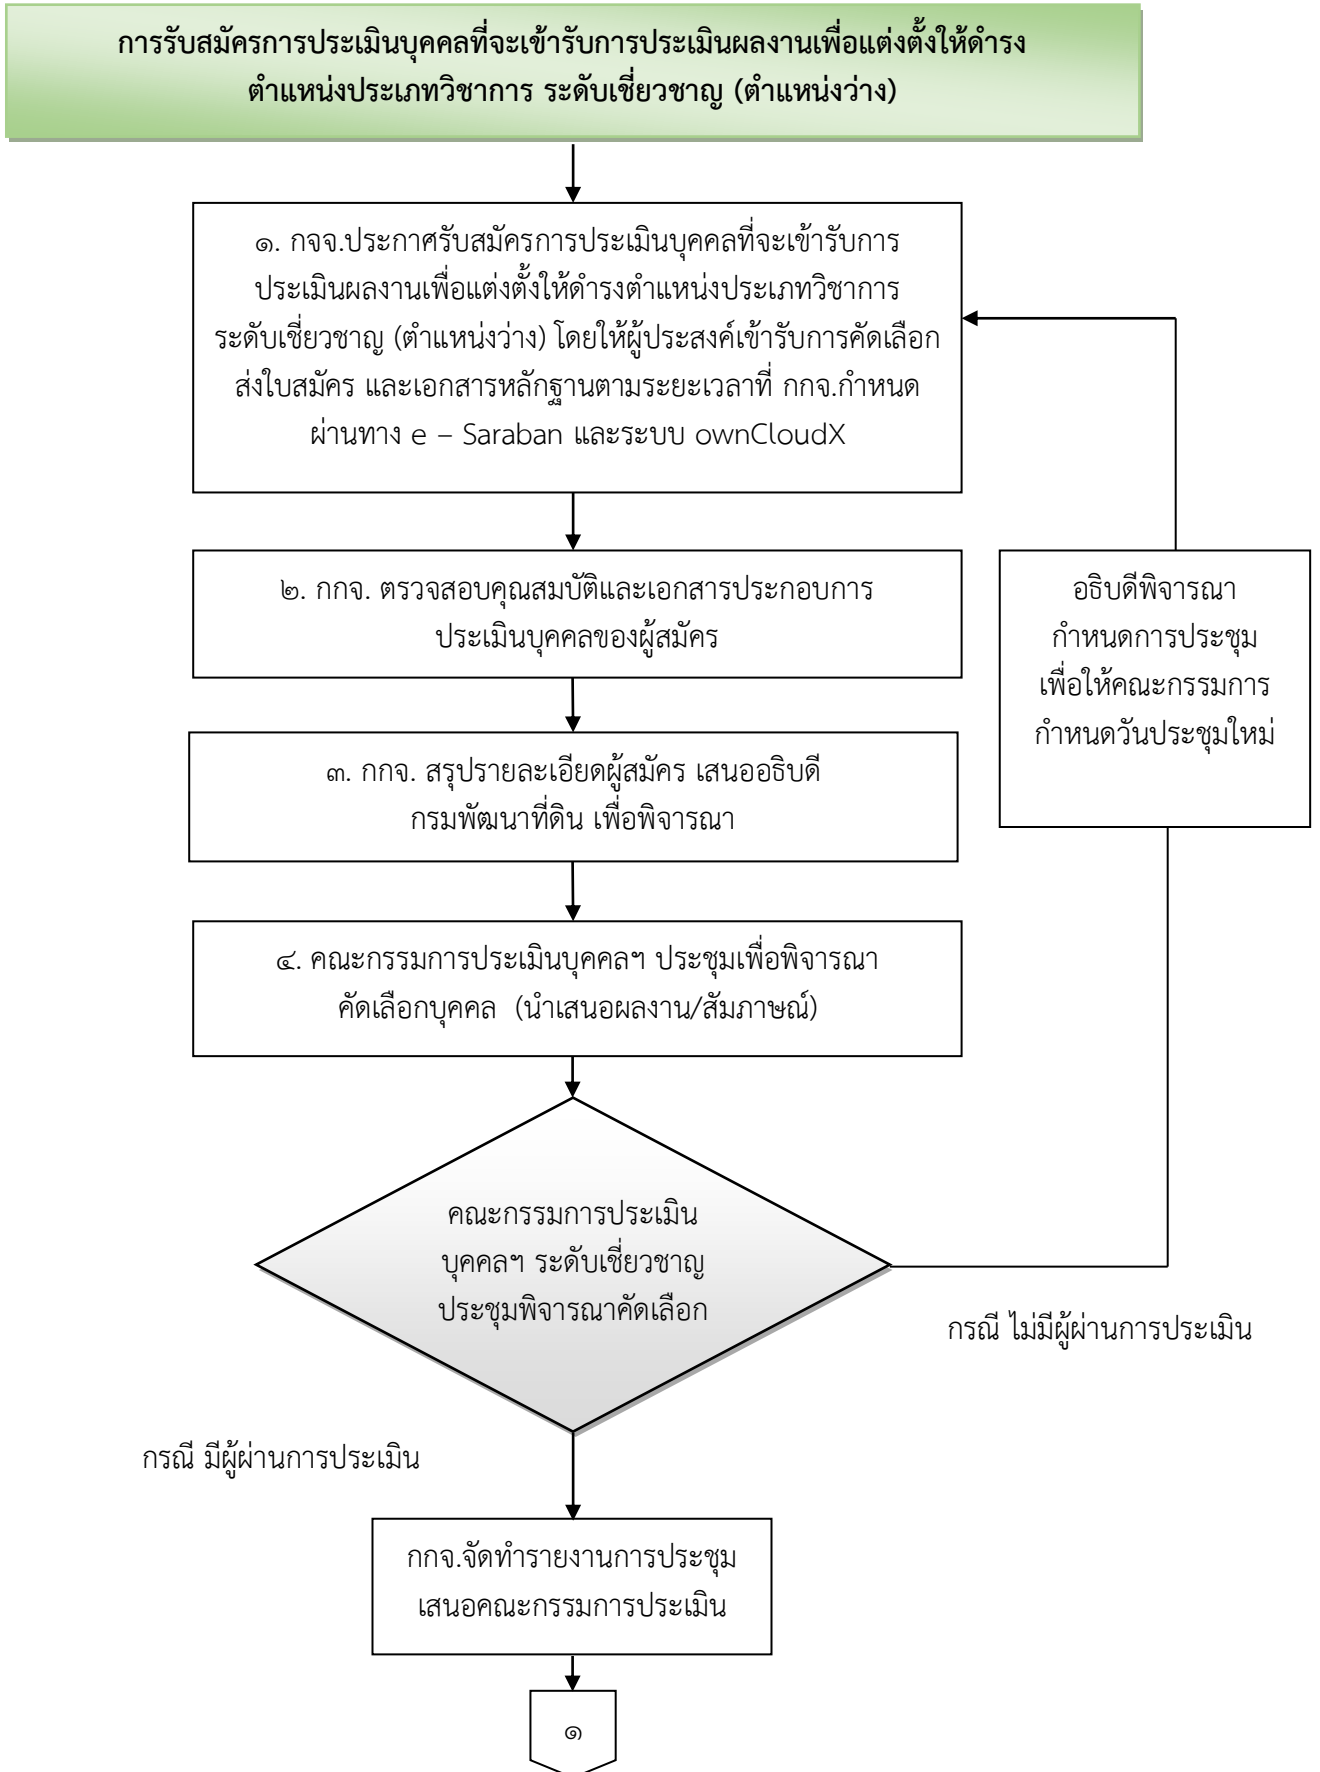 การรับสมัครการประเมินบุคคลที่จะเข้ารับการประเมินผลงานเพื่อแต่งตั้งให้ดำรง
ตำแหน่งประเภทวิชาการ ระดับเชี่ยวชาญ (ตำแหน่งว่าง)
๑. กจจ.ประกาศรับสมัครการประเมินบุคคลที่จะเข้ารับการ
ประเมินผลงานเพื่อแต่งตั้งให้ดำรงตำแหน่งประเภทวิชาการ
ระดับเชี่ยวชาญ (ตำแหน่งว่าง) โดยให้ผู้ประสงค์เข้ารับการคัดเลือก
ส่งใบสมัคร และเอกสารหลักฐานตามระยะเวลาที่ กกจ.กำหนด
ผ่านทาง e – Saraban และระบบ ownCloudX
๒. กกจ. ตรวจสอบคุณสมบัติและเอกสารประกอบการ
ประเมินบุคคลของผู้สมัคร
อธิบดีพิจารณา
กำหนดการประชุม
เพื่อให้คณะกรรมการ
กำหนดวันประชุมใหม่
๓. กกจ. สรุปรายละเอียดผู้สมัคร เสนออธิบดี
กรมพัฒนาที่ดิน เพื่อพิจารณา
๔. คณะกรรมการประเมินบุคคลฯ ประชุมเพื่อพิจารณา
คัดเลือกบุคคล (นำเสนอผลงาน/สัมภาษณ์)
คณะกรรมการประเมิน
บุคคลฯ ระดับเชี่ยวชาญ
ประชุมพิจารณาคัดเลือก
กรณี ไม่มีผู้ผ่านการประเมิน
กรณี มีผู้ผ่านการประเมิน
กกจ.จัดทำรายงานการประชุม
เสนอคณะกรรมการประเมิน
๑